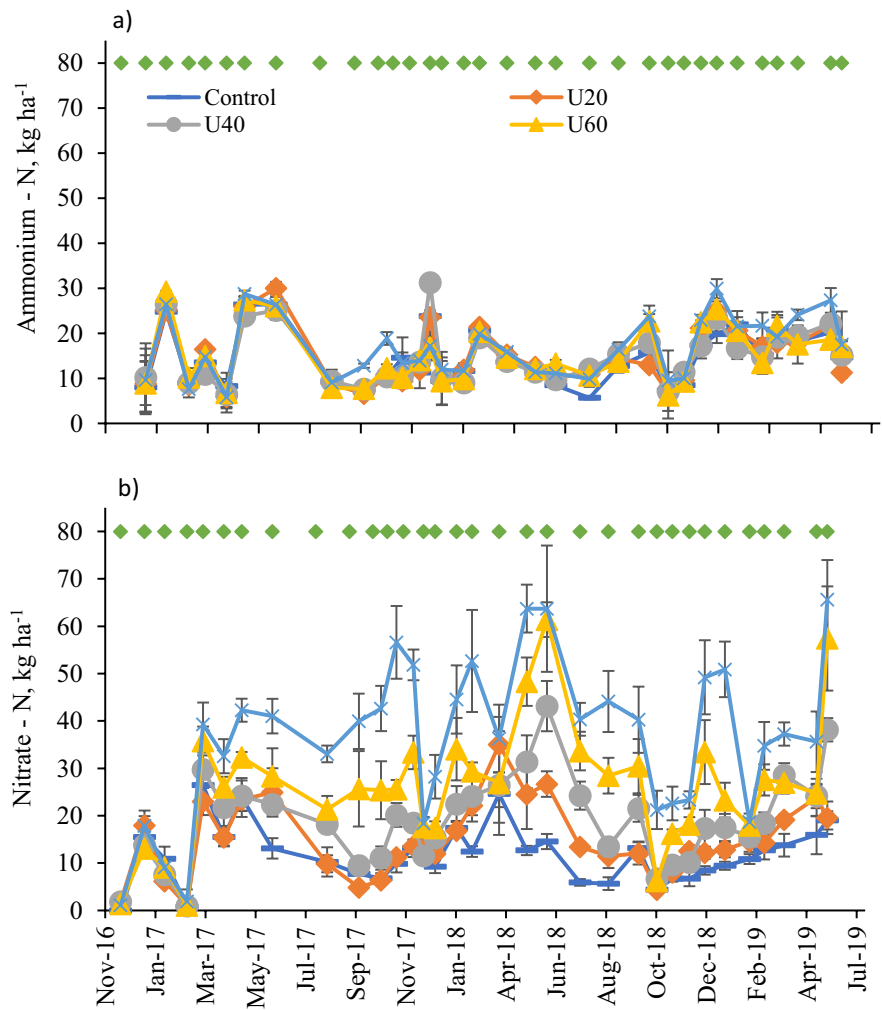 a)
Ammonium - N, kg ha-1
80
70
60
50
40
30
20
10
0
Control
U20
U40
U60
b)
Nitrate - N, kg ha-1
80
70
60
50
40
30
20
10
0
Nov-16
Jan-17
Mar-17
May-17
Jul-17
Sep-17
Nov-17
Jan-18
Apr-18
Jun-18
Aug-18
Oct-18
Dec-18
Feb-19
Apr-19
Jul-19